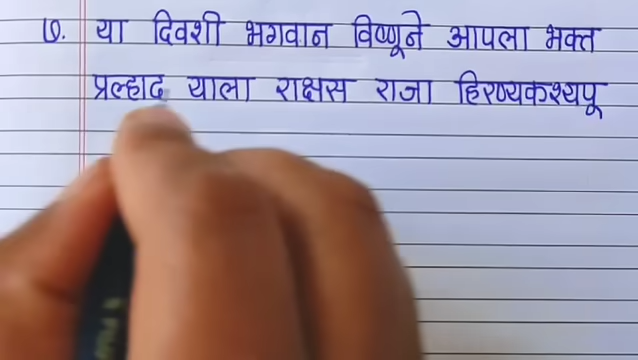 ७. या दिवशी भगवान विष्णूने आपला भक्त
प्रल्हाद याला राक्षस राजा हिरण्यकश्यपू